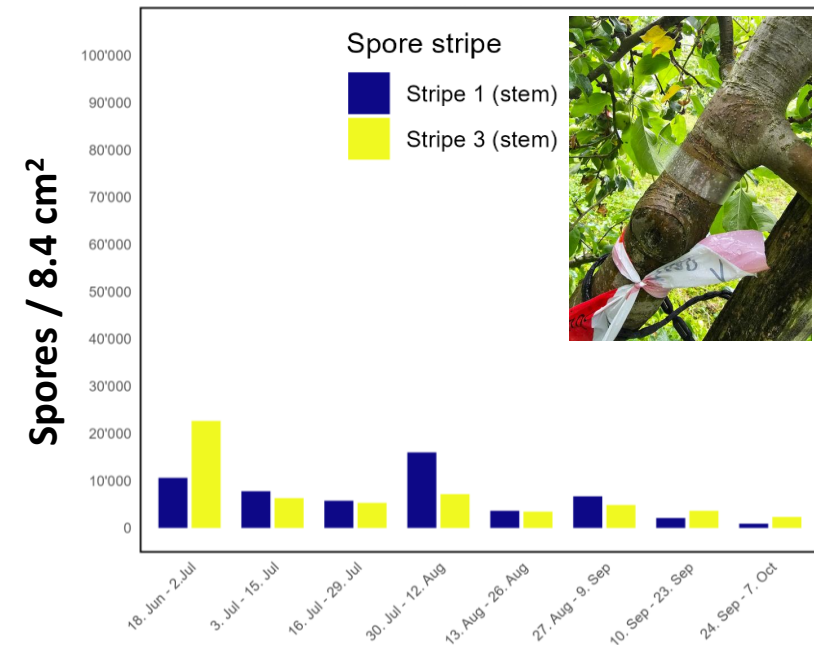 Spore stripe
Stripe 1 (stem)
Stripe 3 (stem)
Spores / 8.4 cm²
100'000
90'000
80'000
70'000
60'000
50'000
40'000
30'000
20'000
10'000
0
18. Jun - 2.Jul
3. Jul - 15. Jul
16. Jul - 29. Jul
30. Jul - 12. Aug
13. Aug - 26. Aug
27. Aug - 9. Sep
10. Sep - 23. Sep
24. Sep - 7. Oct